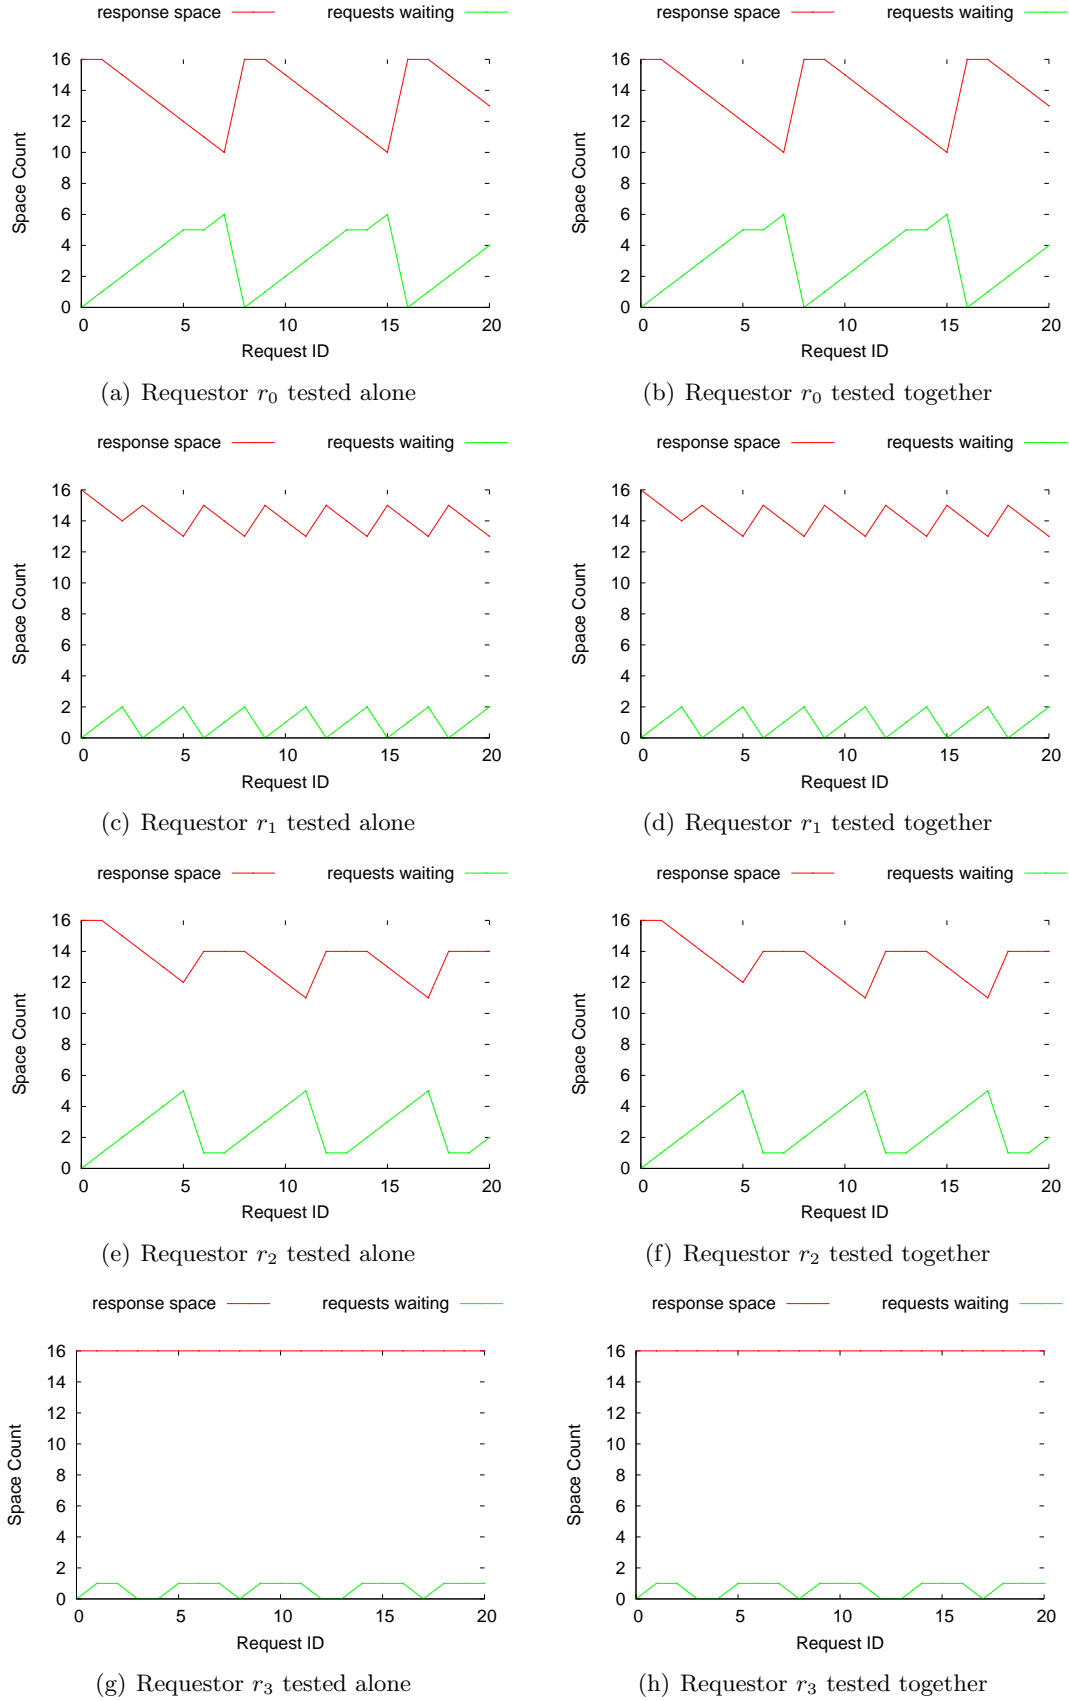 response space requests waiting response space requests waiting
16 16
14 14
12 12
10 10
8 8
6 6
4 4
2 2
0 0
Space Count Space Count
0 5 10 15 20 0 5 10 15 20
Request ID Request ID
(a) Requestor r0 tested alone (b) Requestor r0 tested together
response space requests waiting response space requests waiting
16 16
14 14
12 12
10 10
8 8
6 6
4 4
2 2
0 0
Space Count Space Count
0 5 10 15 20 0 5 10 15 20
Request ID Request ID
(c) Requestor r1 tested alone (d) Requestor r1 tested together
response space requests waiting response space requests waiting
16 16
14 14
12 12
10 10
8 8
6 6
4 4
2 2
0 0
Space Count Space Count
0 5 10 15 20 0 5 10 15 20
Request ID Request ID
(e) Requestor r2 tested alone (f) Requestor r2 tested together
response space requests waiting response space requests waiting
16 16
14 14
12 12
10 10
8 8
6 6
4 4
2 2
0 0
Space Count Space Count
0 5 10 15 20 0 5 10 15 20
Request ID Request ID
(g) Requestor r3 tested alone (h) Requestor r3 tested together